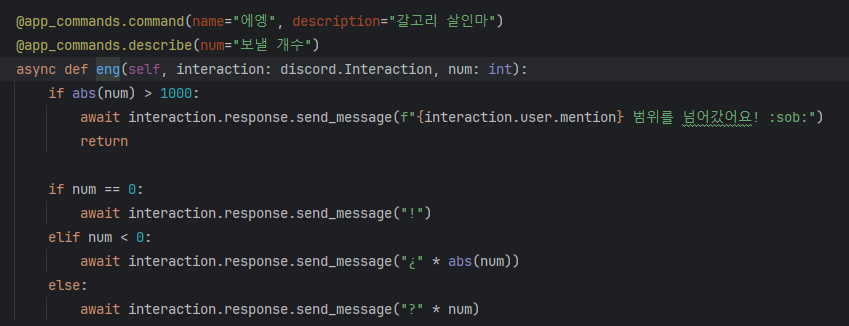 @app_commands.command(name="에엥", description="갈고리 살인마")
@app_commands.describe(num="보낼 개수")
async def eng(self, interaction: discord.Interaction, num: int):
    if abs(num) > 1000:
        await interaction.response.send_message(f"{interaction.user.mention} 범위를 넘어갔어요! :sob:")
        return
    if num == 0:
        await interaction.response.send_message("!")
    elif num < 0:
        await interaction.response.send_message("¿" * abs(num))
    else:
        await interaction.response.send_message("?" * num)